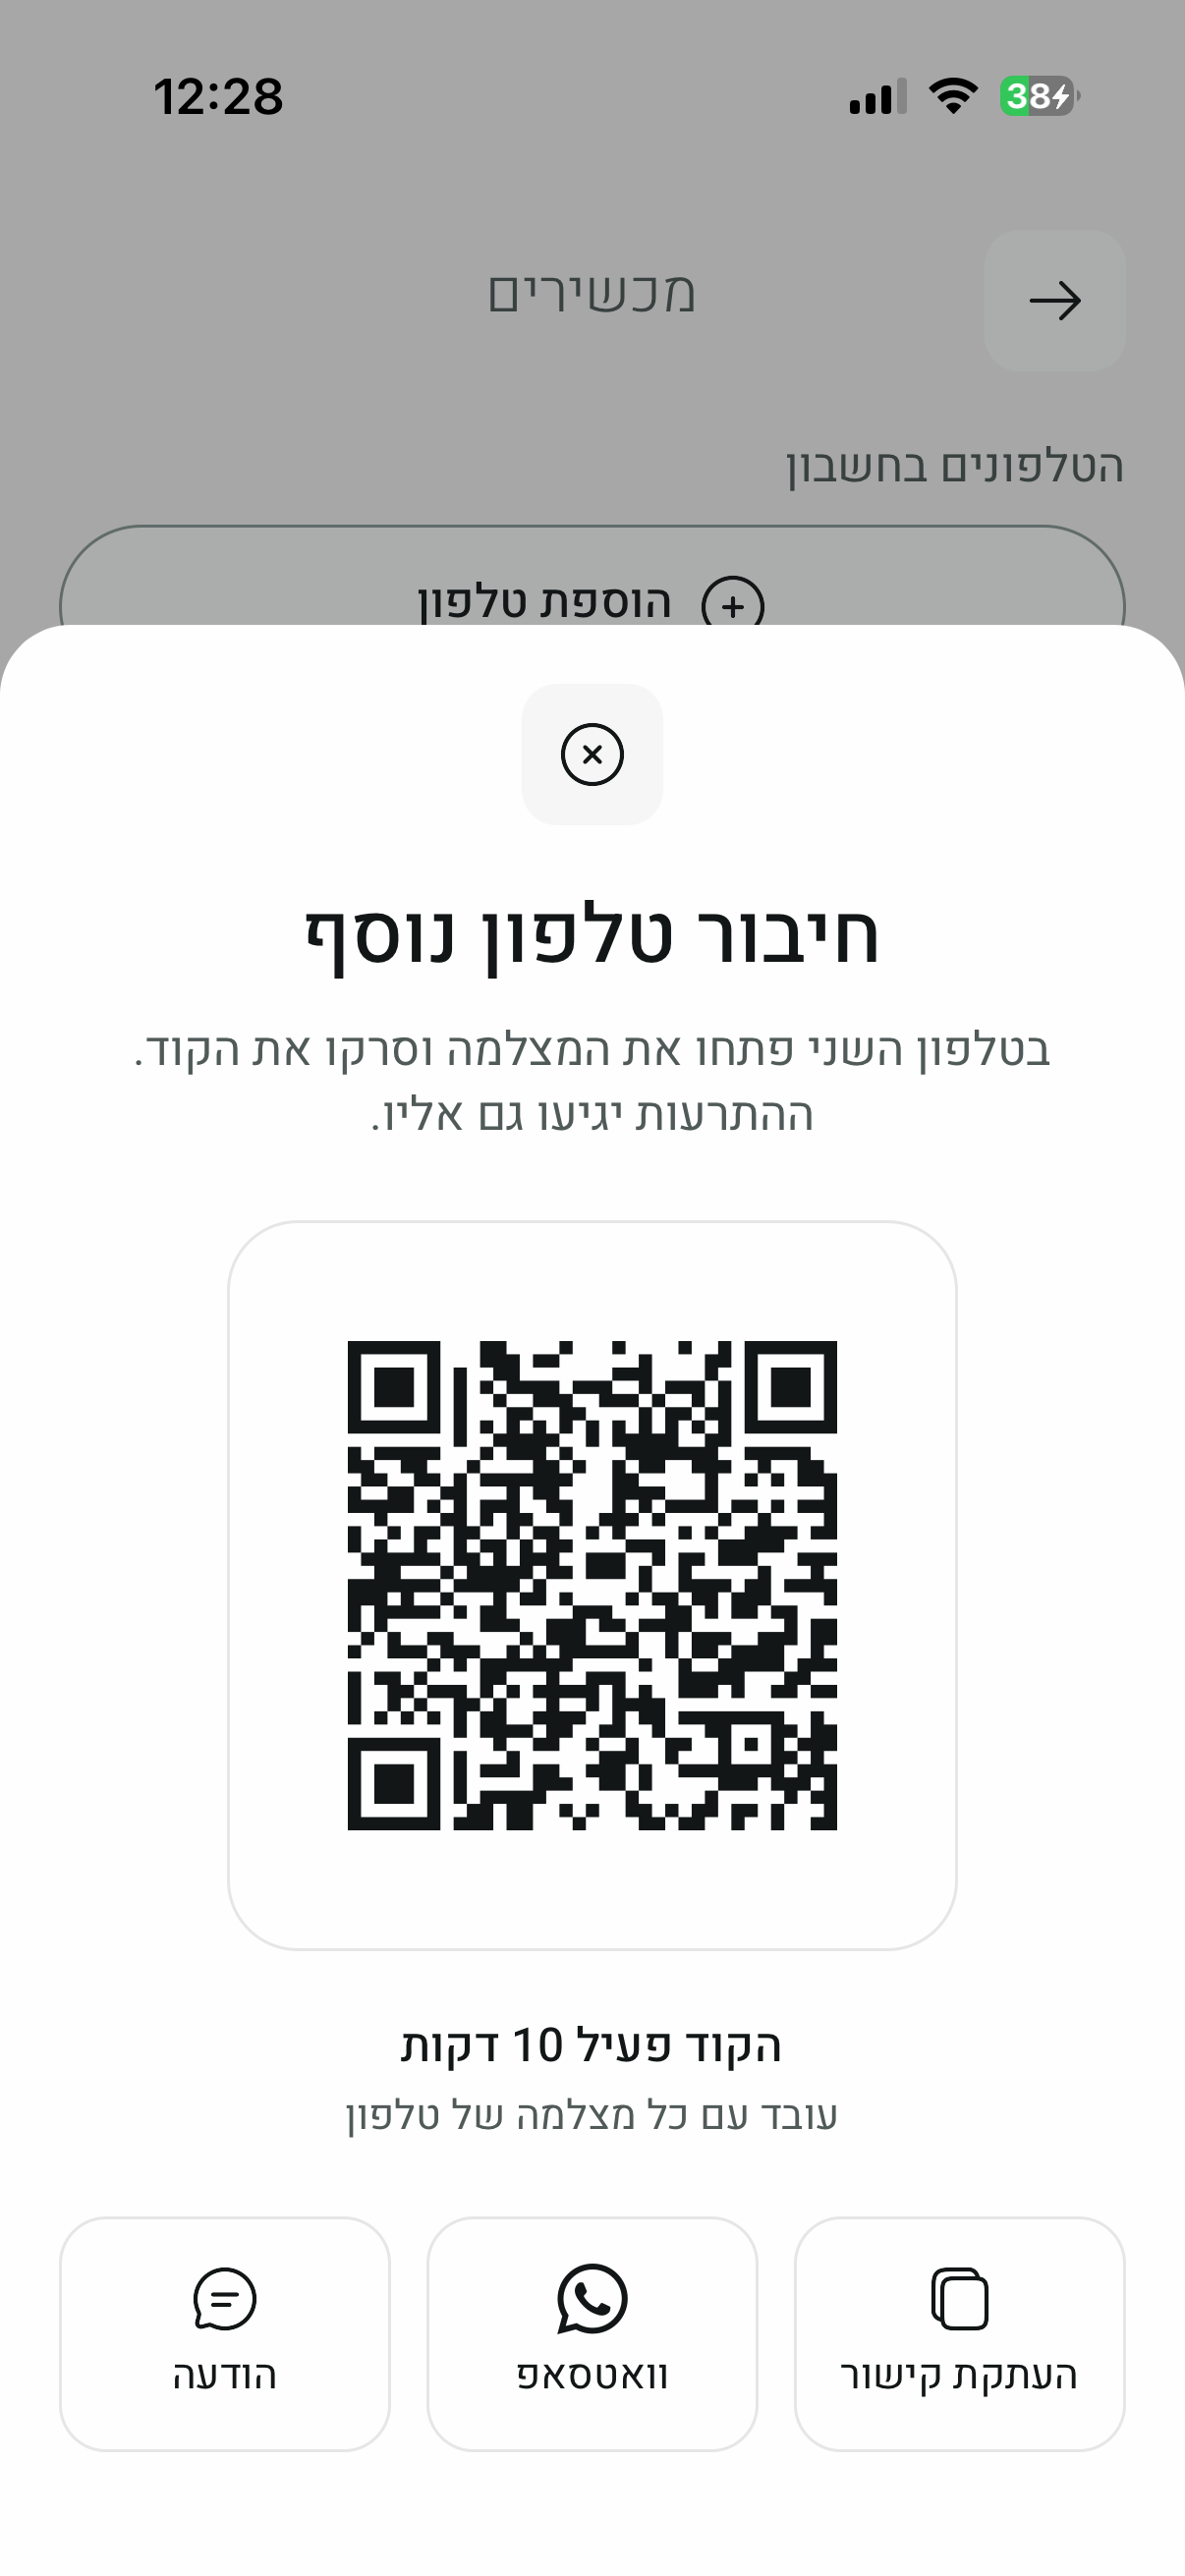 12:28
38
מכשירים
הטלפונים בחשבון
הוספת טלפון
חיבור טלפון נוסף
בטלפון השני פתחו את המצלמה וסרקו את הקוד.
ההתרעות יגיעו גם אליו.
הקוד פעיל 10 דקות
עובד עם כל מצלמה של טלפון
העתקת קישור
וואטסאפ
הודעה